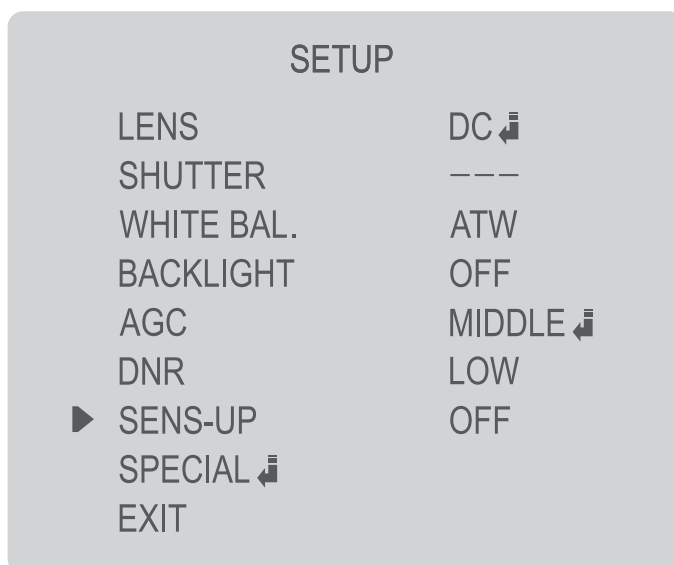 SETUP
LENS DC
SHUTTER ---
WHITE BAL. ATW
BACKLIGHT OFF
AGC MIDDLE
DNR LOW
SENS-UP OFF
SPECIAL
EXIT